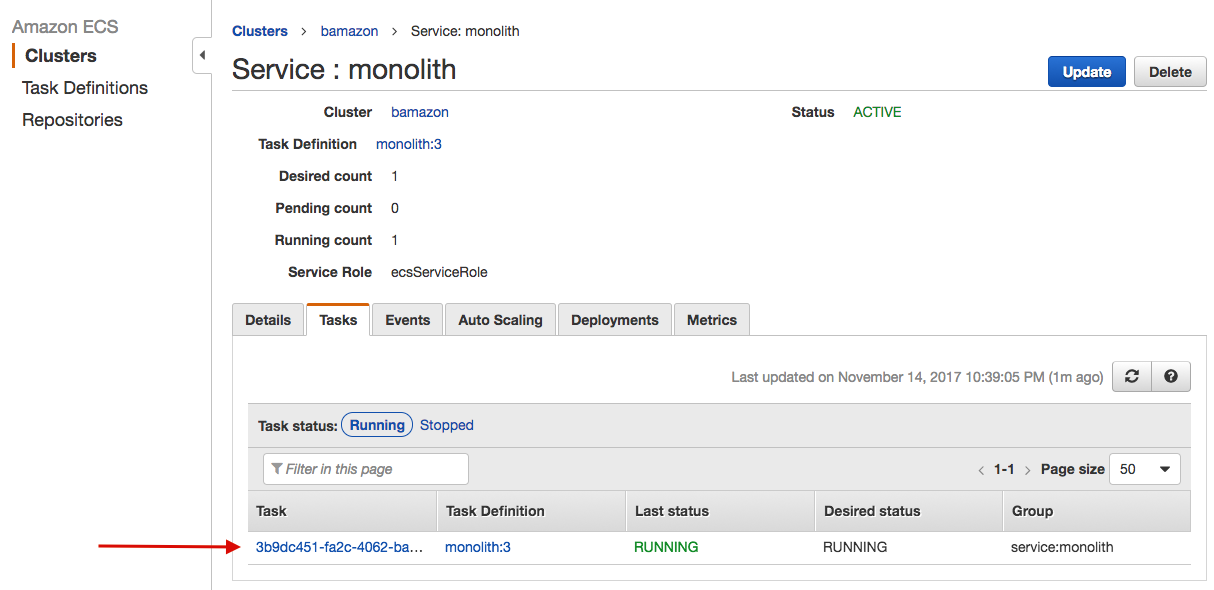 Amazon ECS
Clusters
Task Definitions
Repositories
Clusters > bamazon > Service: monolith
Service : monolith
Update Delete
Cluster bamazon Status ACTIVE
Task Definition monolith:3
Desired count 1
Pending count 0
Running count 1
Service Role ecsServiceRole
Details Tasks Events Auto Scaling Deployments Metrics
Last updated on November 14, 2017 10:39:05 PM (1m ago)
Task status: Running Stopped
Filter in this page < 1-1 > Page size 50
Task Task Definition Last status Desired status Group
3b9dc451-fa2c-4062-ba... monolith:3 RUNNING RUNNING service:monolith